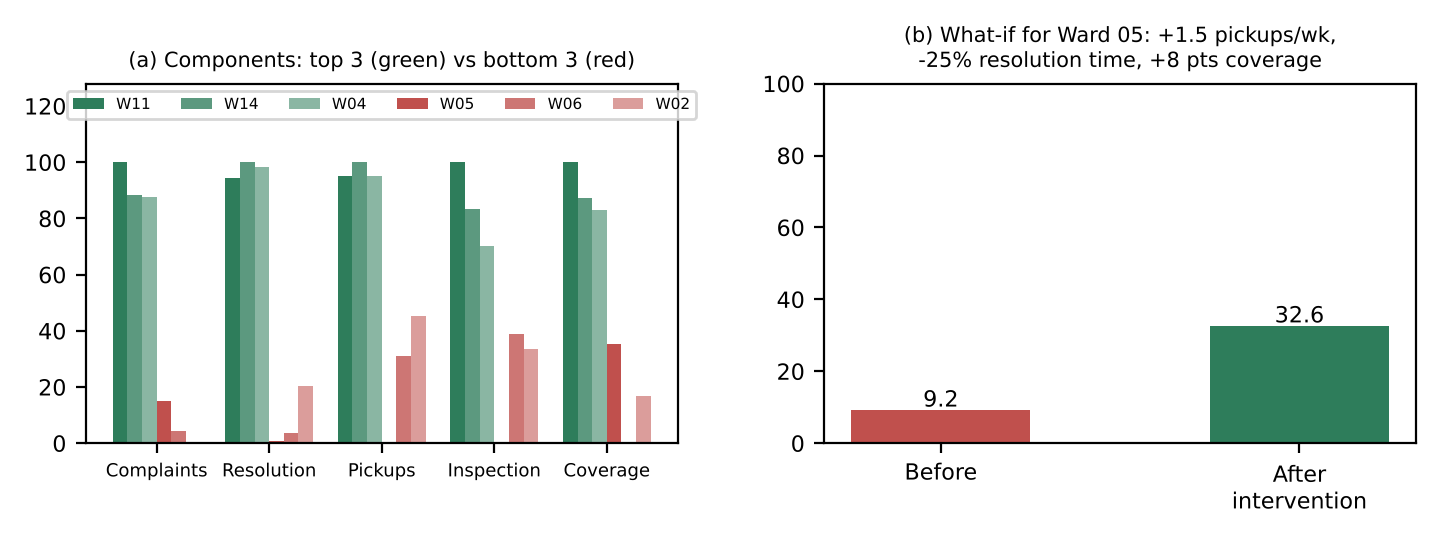 (a) Components: top 3 (green) vs bottom 3 (red)
W11 W14 W04 W05 W06 W02
120
100
80
60
40
20
0
Complaints Resolution Pickups Inspection Coverage
(b) What-if for Ward 05: +1.5 pickups/wk,
-25% resolution time, +8 pts coverage
100
80
60
40
20
0
9.2
32.6
Before
After
intervention